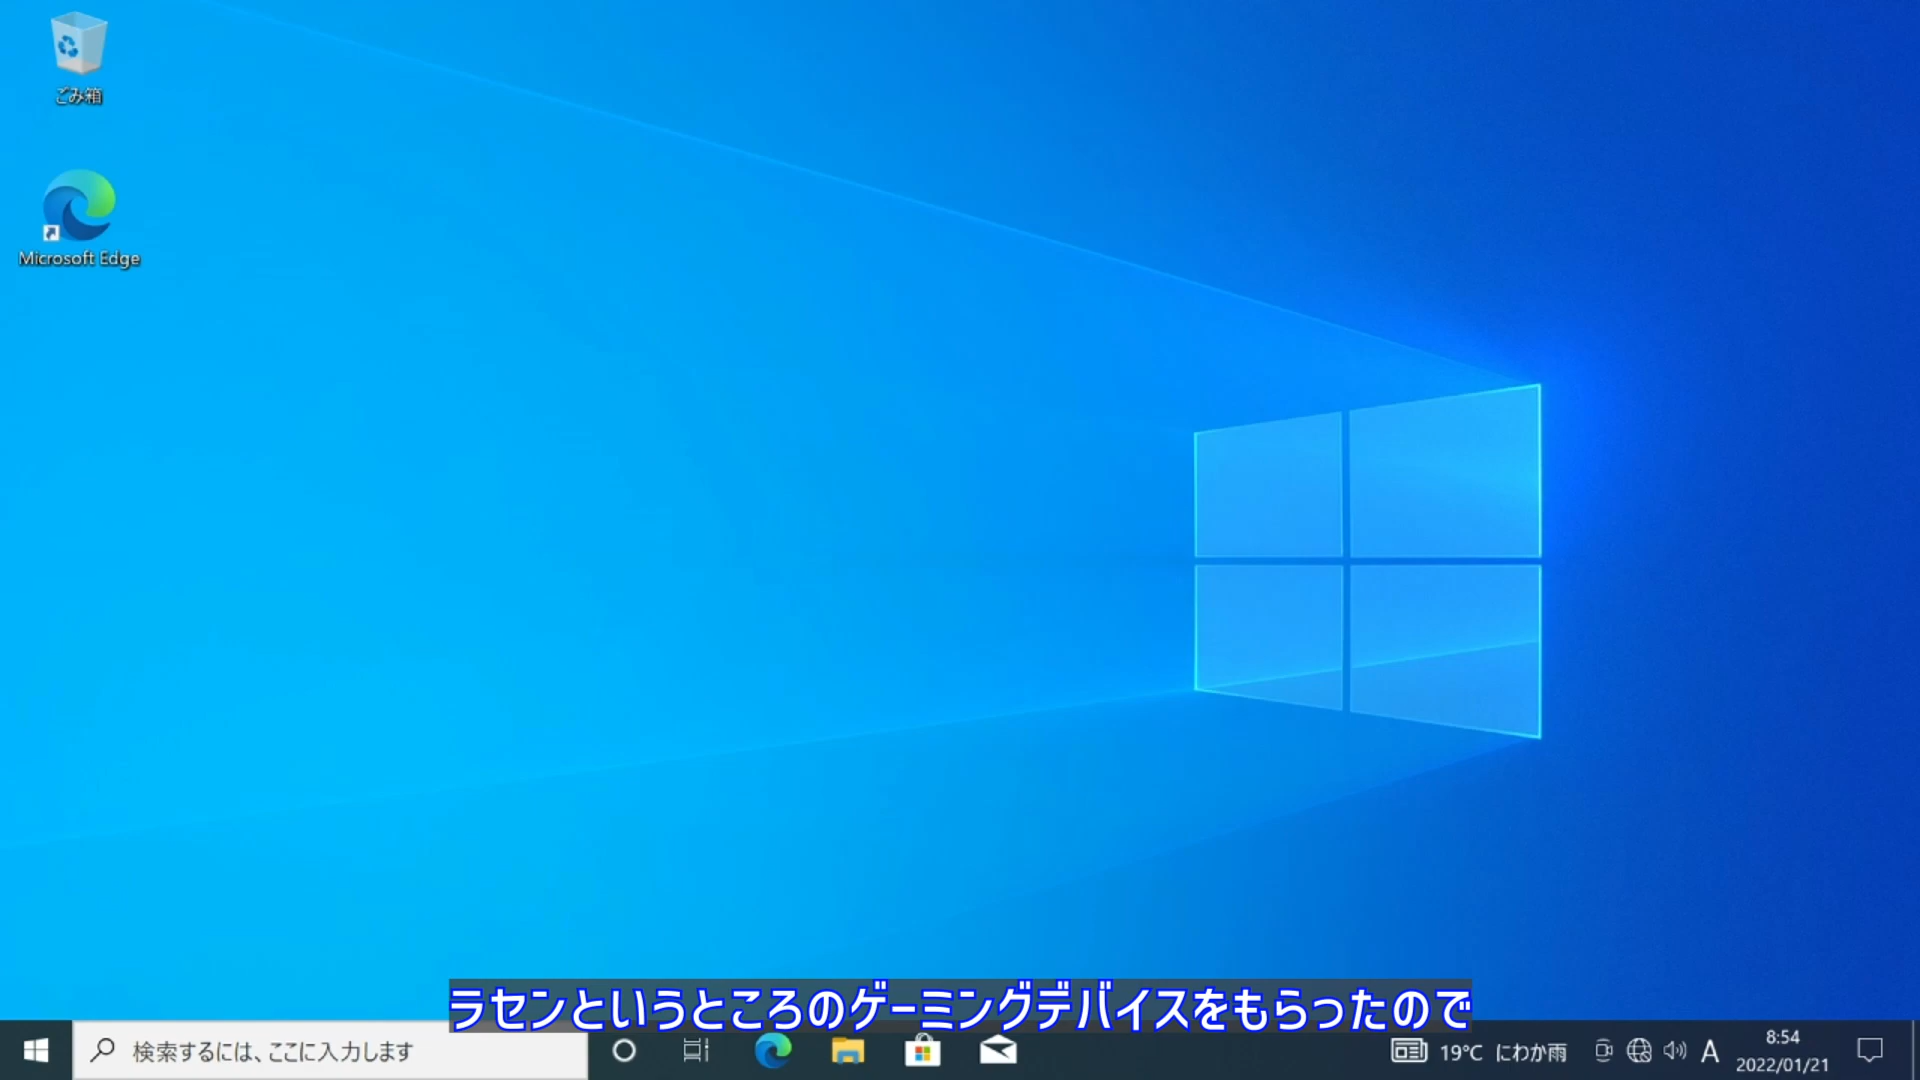 ごみ箱
Microsoft Edge
ラセンというところのゲーミングデバイスをもらったので
検索するには、ここに入力します
19°C にわか雨
A
8:54
2022/01/21